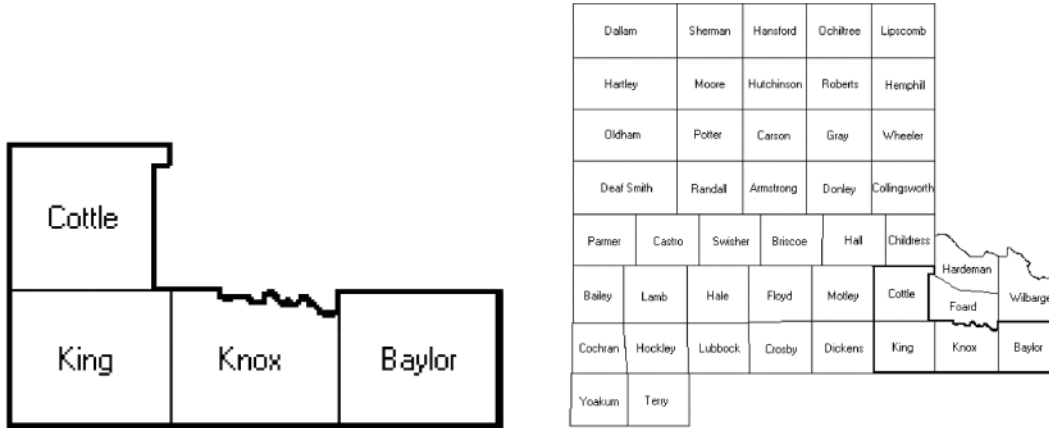 Cottle
King Knox Baylor
Dallam Sherman Hansford Ochiltree Lipscomb
Hartley Moore Hutchinson Roberts Hemphill
Oldham Potter Carson Gray Wheeler
Deaf Smith Randall Armstrong Donley Collingsworth
Parmer Castro Swisher Briscoe Hall Childress
Hardeman
Bailey Lamb Hale Floyd Motley Cottle Foard Wilbarge
Cochran Hockley Lubbock Crosby Dickens King Knox Baylor
Yoakum Terry